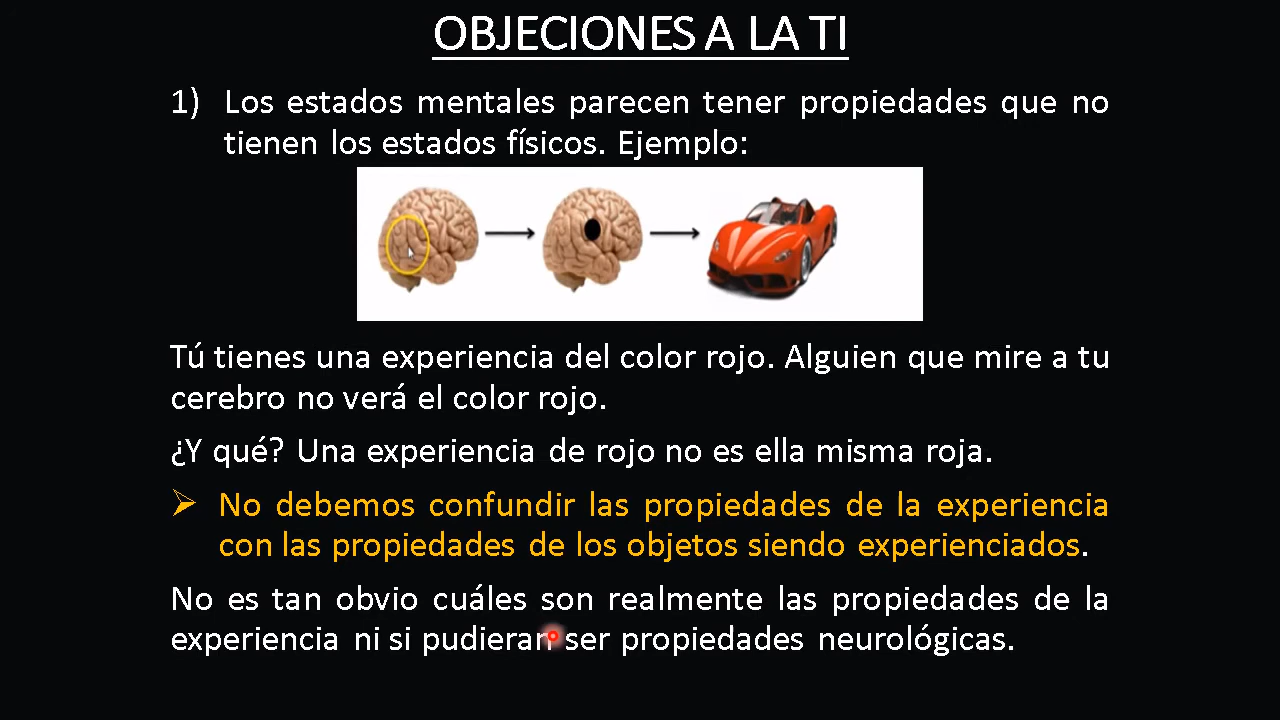 OBJECIONES A LA TI
1) Los estados mentales parecen tener propiedades que no
tienen los estados físicos. Ejemplo:
Tú tienes una experiencia del color rojo. Alguien que mire a tu
cerebro no verá el color rojo.
¿Y qué? Una experiencia de rojo no es ella misma roja.
➢ No debemos confundir las propiedades de la experiencia
con las propiedades de los objetos siendo experienciados.
No es tan obvio cuáles son realmente las propiedades de la
experiencia ni si pudieran ser propiedades neurológicas.